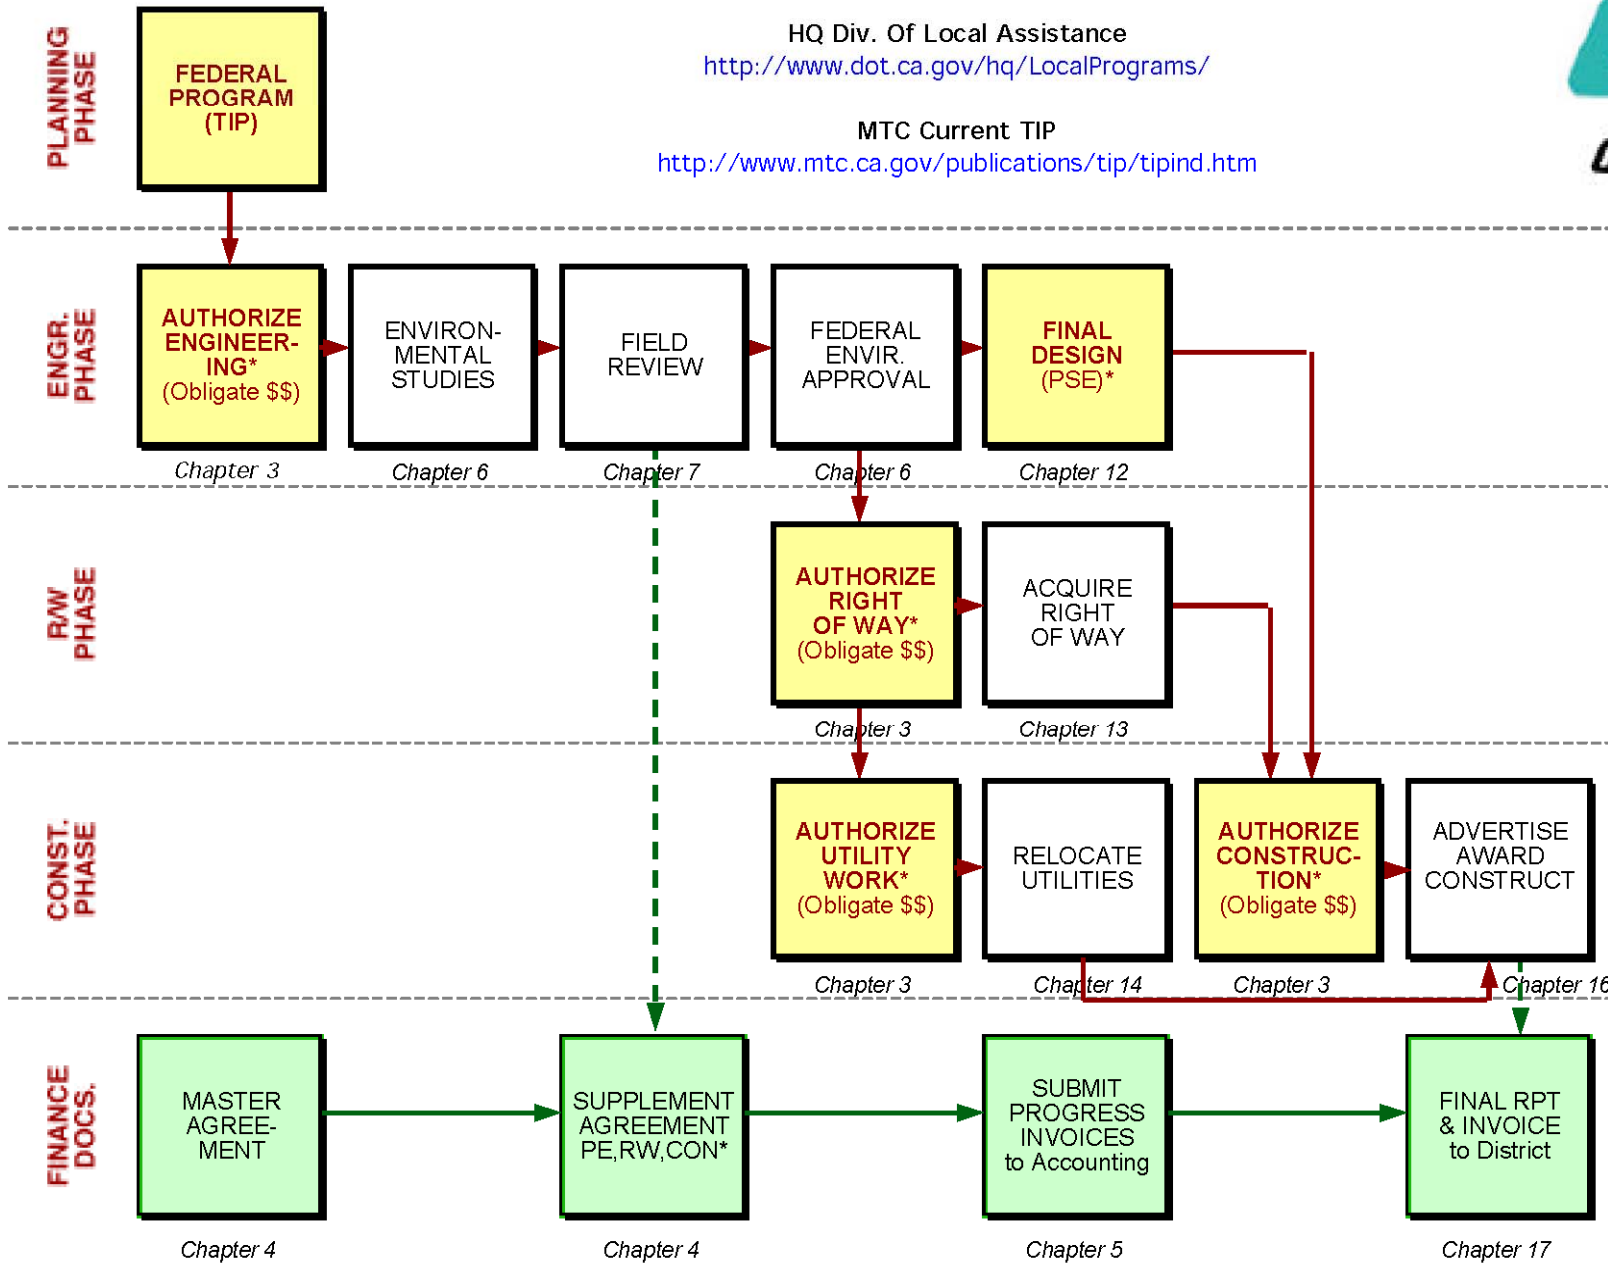 PLANNING
PHASE
FEDERAL
PROGRAM
(TIP)
HQ Div. Of Local Assistance
http://www.dot.ca.gov/hq/LocalPrograms/
MTC Current TIP
http://www.mtc.ca.gov/publications/tip/tipind.htm
ENGR.
PHASE
AUTHORIZE
ENGINEER-
ING*
(Obligate $$)
Chapter 3
ENVIRON-
MENTAL
STUDIES
Chapter 6
FIELD
REVIEW
Chapter 7
FEDERAL
ENVIR.
APPROVAL
Chapter 6
FINAL
DESIGN
(PSE)*
Chapter 12
R/W
PHASE
AUTHORIZE
RIGHT
OF WAY*
(Obligate $$)
Chapter 3
ACQUIRE
RIGHT
OF WAY
Chapter 13
CONST.
PHASE
AUTHORIZE
UTILITY
WORK*
(Obligate $$)
Chapter 3
RELOCATE
UTILITIES
Chapter 14
AUTHORIZE
CONSTRUC-
TION*
(Obligate $$)
Chapter 3
ADVERTISE
AWARD
CONSTRUCT
Chapter 16
FINANCE
DOCS.
MASTER
AGREE-
MENT
Chapter 4
SUPPLEMENT
AGREEMENT
PE,RW,CON*
Chapter 4
SUBMIT
PROGRESS
INVOICES
to Accounting
Chapter 5
FINAL RPT
& INVOICE
to District
Chapter 17